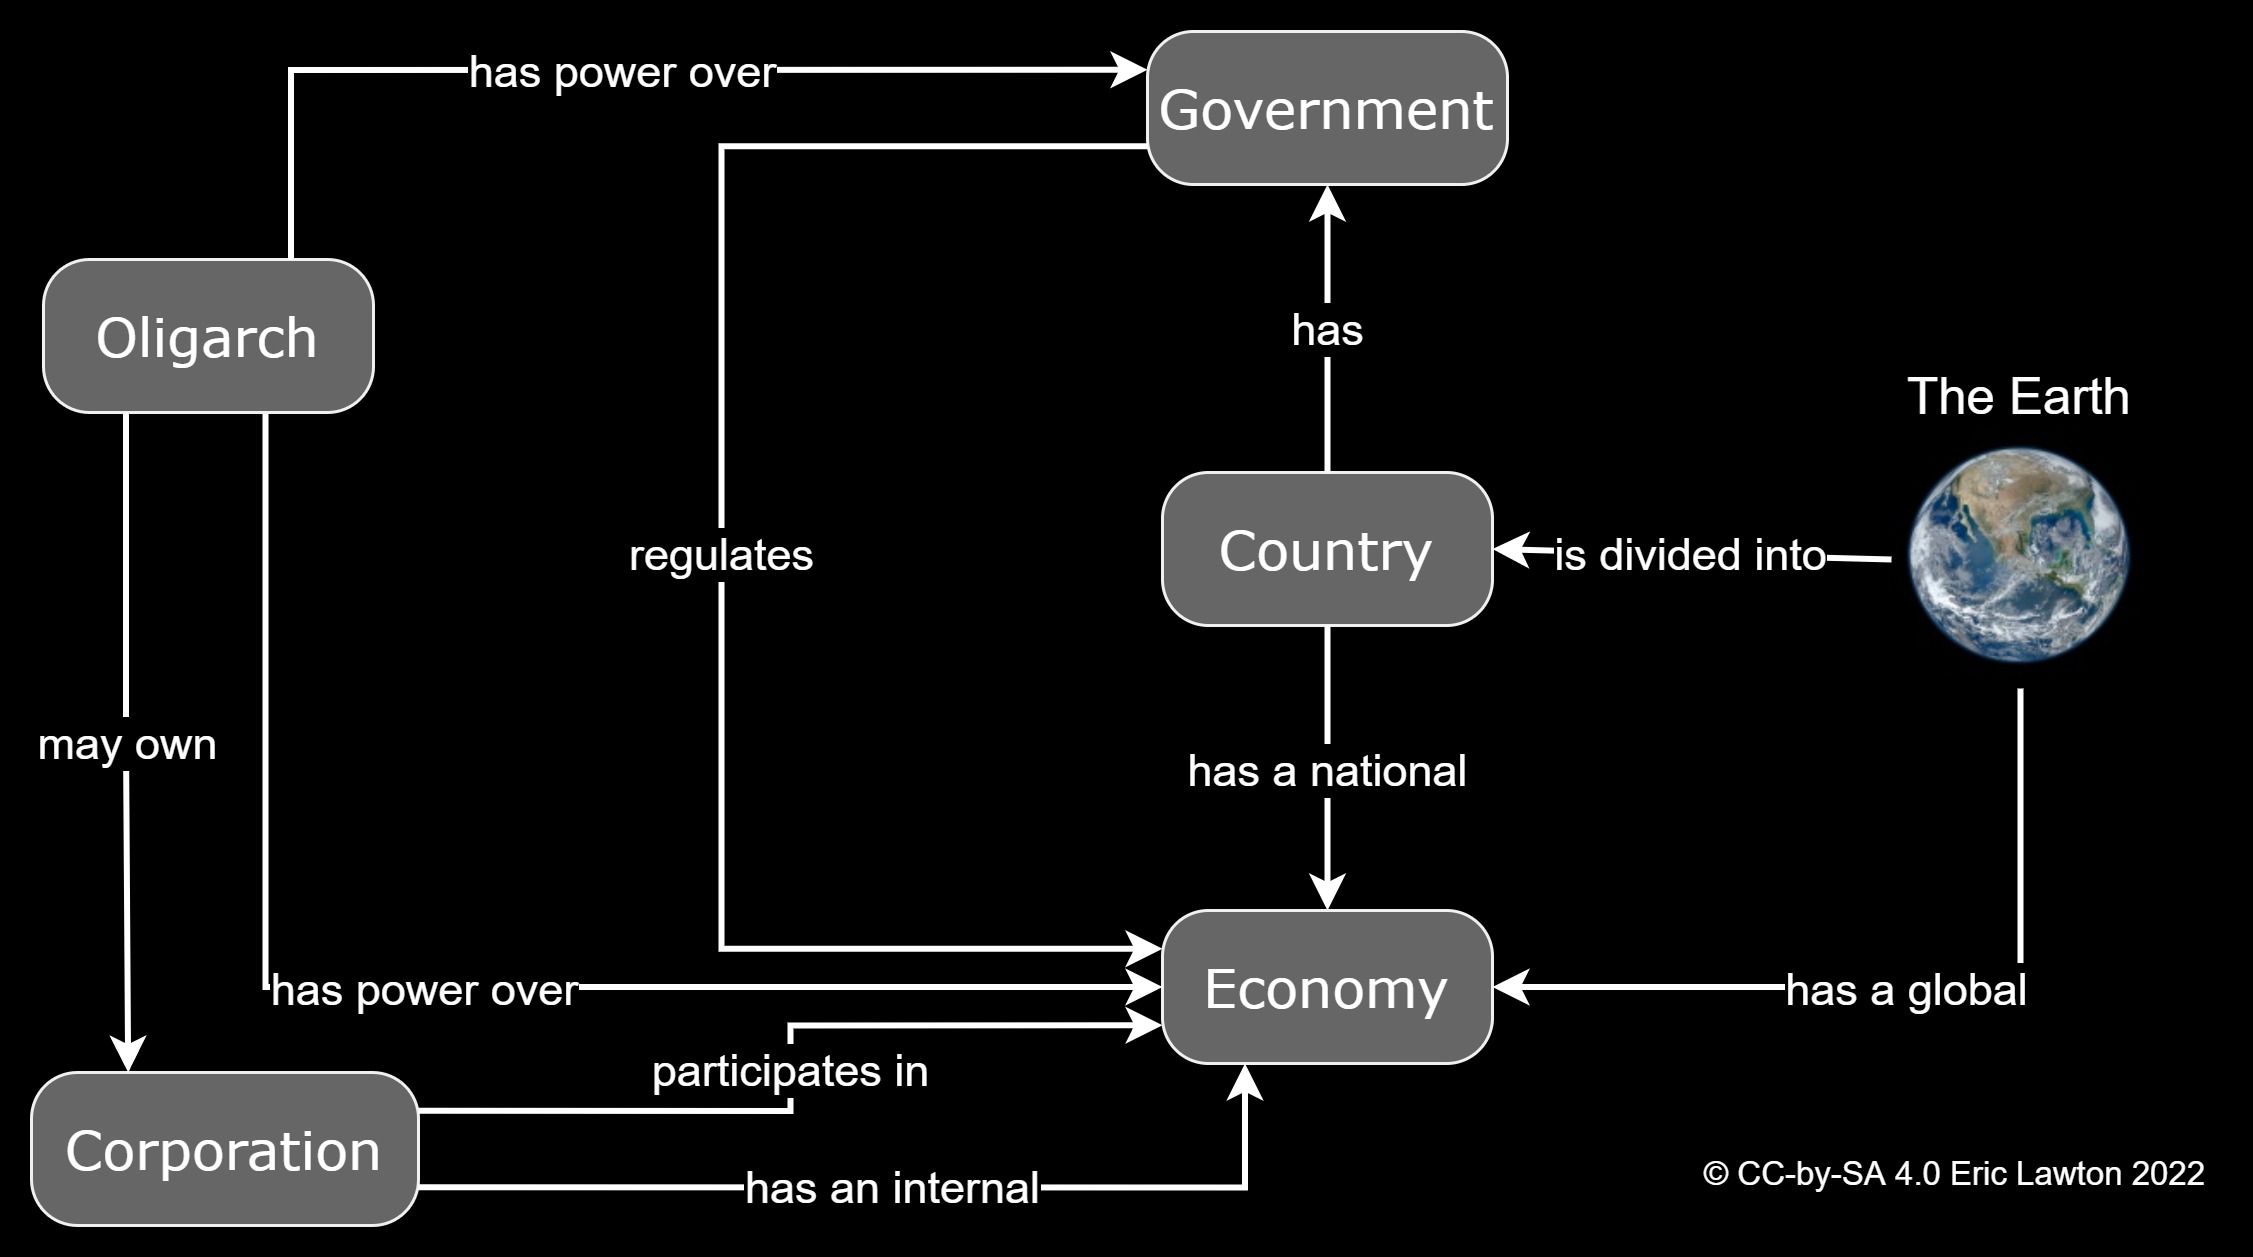 has power over
Government
Oligarch
has
The Earth
regulates
Country
is divided into
may own
has a national
has power over
Economy
has a global
participates in
Corporation
has an internal
© CC-by-SA 4.0 Eric Lawton 2022